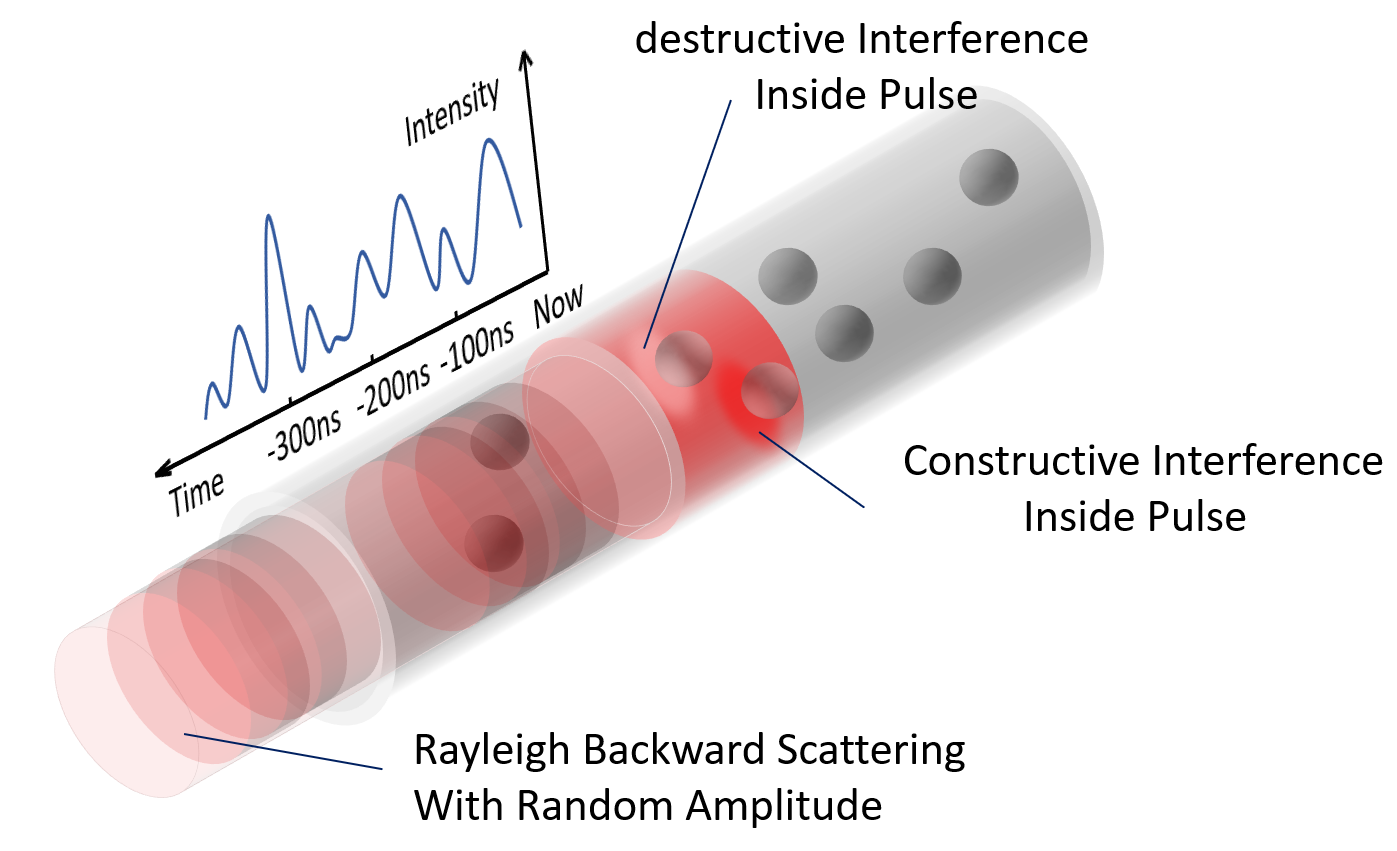 destructive Interference
Inside Pulse
Intensity
Now
-100ns
-200ns
-300ns
Time
Constructive Interference
Inside Pulse
Rayleigh Backward Scattering
With Random Amplitude